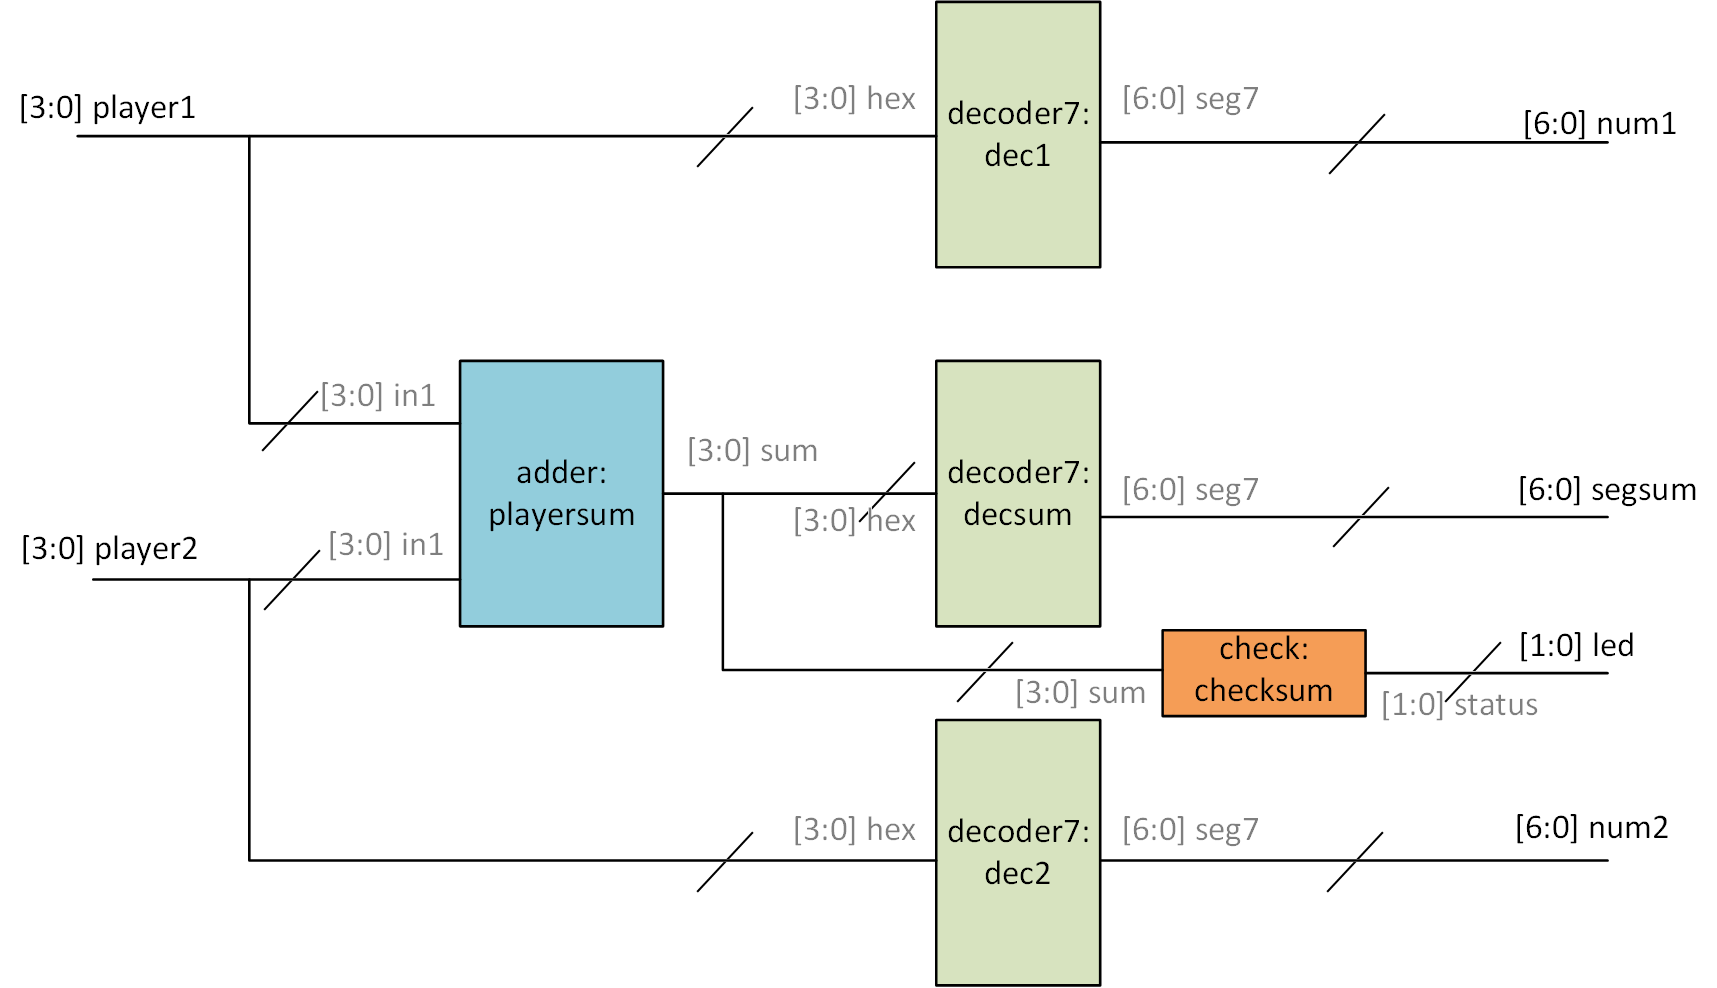 [3:0] player1
[3:0] hex
decoder7:
dec1
[6:0] seg7
[6:0] num1
[3:0] in1
adder:
playersum
[3:0] sum
[3:0] hex
decoder7:
decsum
[6:0] seg7
[6:0] segsum
[3:0] player2
[3:0] in1
[3:0] sum
check:
checksum
[1:0] led
[1:0] status
[3:0] hex
decoder7:
dec2
[6:0] seg7
[6:0] num2